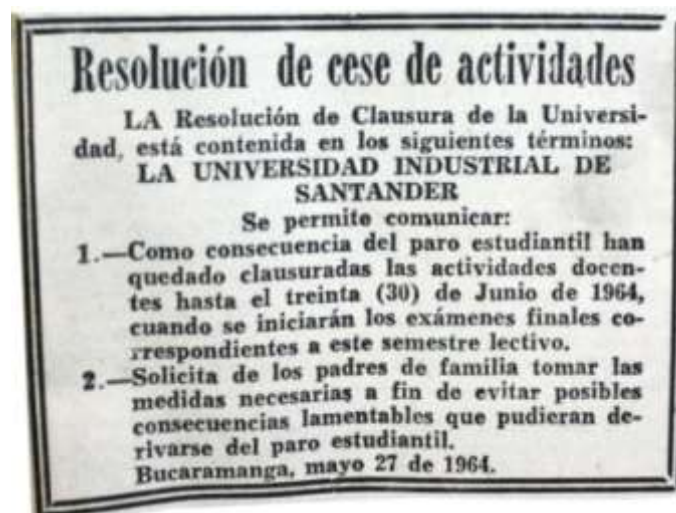 Resolución de cese de actividades
LA Resolución de Clausura de la Universi-
dad, está contenida en los siguientes términos:
LA UNIVERSIDAD INDUSTRIAL DE
SANTANDER
Se permite comunicar:
1.—Como consecuencia del paro estudiantil han
quedado clausuradas las actividades docen-
tes hasta el treinta (30) de Junio de 1964,
cuando se iniciarán los exámenes finales co-
rrespondientes a este semestre lectivo.
2.—Solicita de los padres de familia tomar las
medidas necesarias a fin de evitar posibles
consecuencias lamentables que pudieran de-
rivarse del paro estudiantil.
Bucaramanga, mayo 27 de 1964.